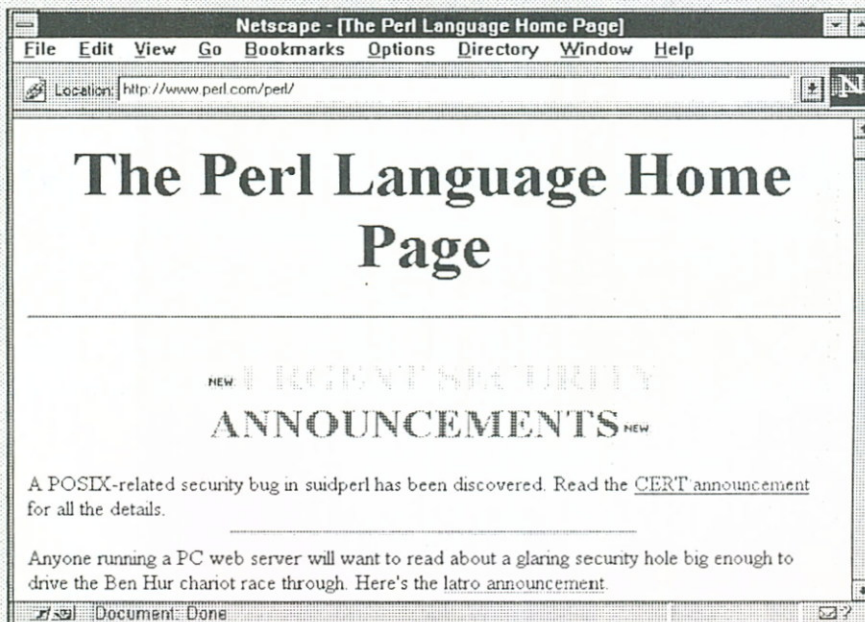 Netscape - [The Perl Language Home Page]
File Edit View Go Bookmarks Options Directory Window Help
Location: http://www.perl.com/perl/
N
The Perl Language Home
Page
NEW URGENT SECURITY
ANNOUNCEMENTS NEW
A POSIX-related security bug in suidperl has been discovered. Read the CERT announcement
for all the details.
Anyone running a PC web server will want to read about a glaring security hole big enough to
drive the Ben Hur chariot race through. Here's the latro announcement.
Document: Done
?